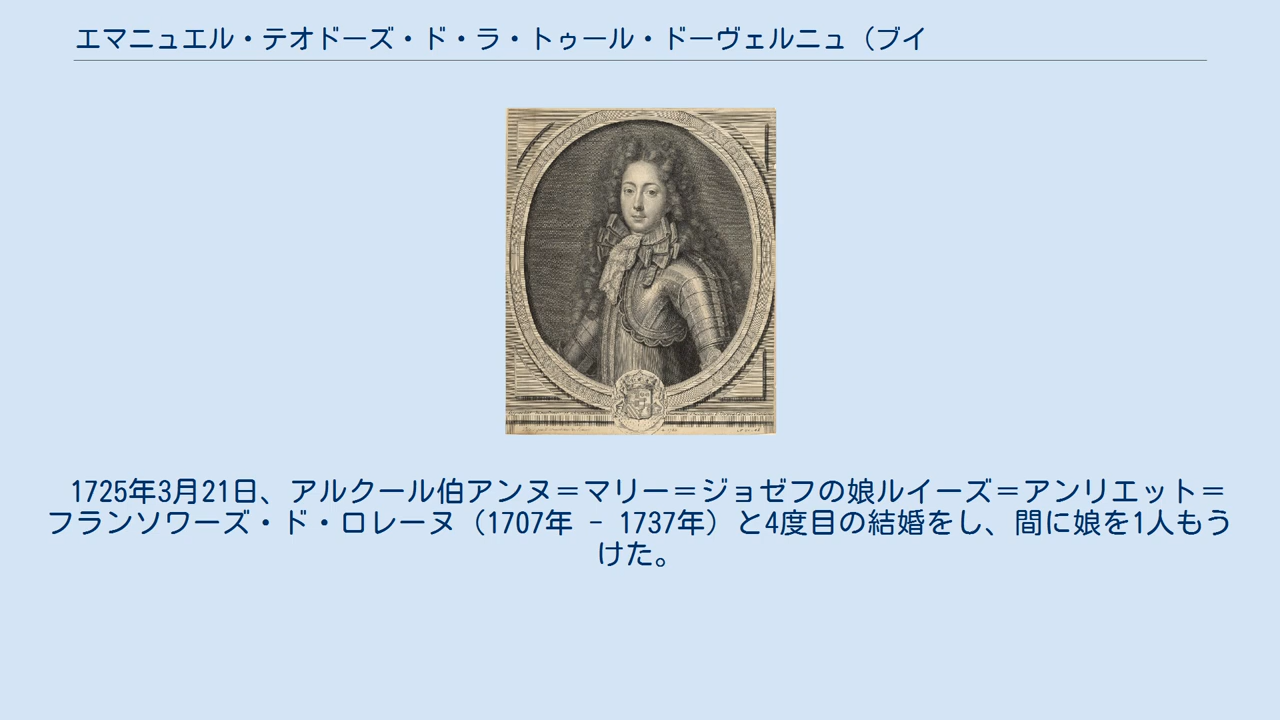 エマニュエル・テオドーズ・ド・ラ・トゥール・ドーヴェルニュ（ブイ
1725年3月21日、アルクール伯アンヌ＝マリー＝ジョゼフの娘ルイーズ＝アンリエット＝
フランソワーズ・ド・ロレーヌ（1707年 - 1737年）と4度目の結婚をし、間に娘を1人もう
けた。